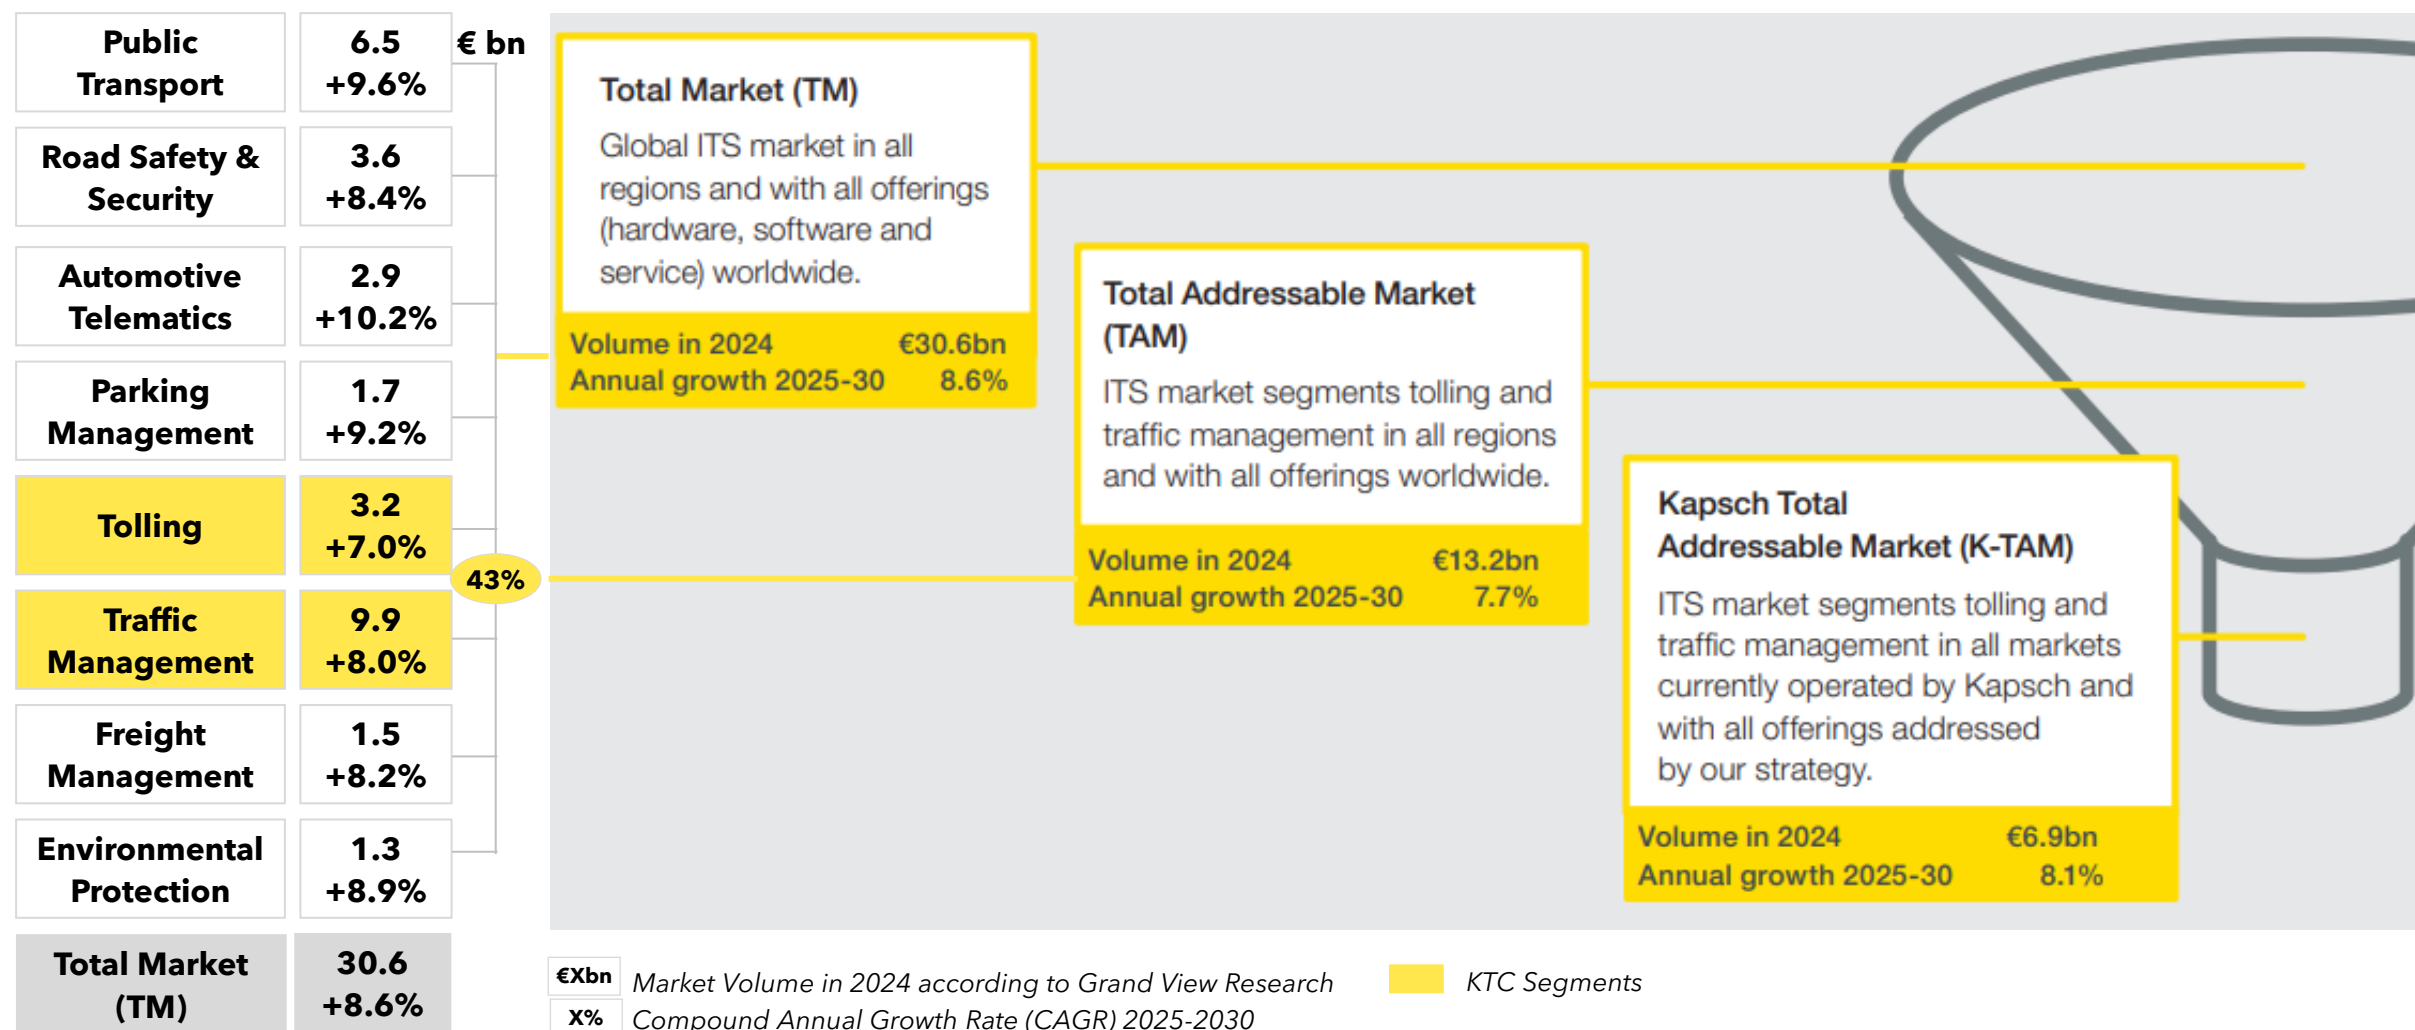 Public
Transport
6.5
+9.6%
€ bn
Road Safety &
Security
3.6
+8.4%
Automotive
Telematics
2.9
+10.2%
Parking
Management
1.7
+9.2%
Tolling
3.2
+7.0%
43%
Traffic
Management
9.9
+8.0%
Freight
Management
1.5
+8.2%
Environmental
Protection
1.3
+8.9%
Total Market
(TM)
30.6
+8.6%
Total Market (TM)
Global ITS market in all
regions and with all offerings
(hardware, software and
service) worldwide.
Volume in 2024 €30.6bn
Annual growth 2025-30 8.6%
Total Addressable Market
(TAM)
ITS market segments tolling and
traffic management in all regions
and with all offerings worldwide.
Volume in 2024 €13.2bn
Annual growth 2025-30 7.7%
Kapsch Total
Addressable Market (K-TAM)
ITS market segments tolling and
traffic management in all markets
currently operated by Kapsch and
with all offerings addressed
by our strategy.
Volume in 2024 €6.9bn
Annual growth 2025-30 8.1%
€Xbn Market Volume in 2024 according to Grand View Research
X% Compound Annual Growth Rate (CAGR) 2025-2030
KTC Segments